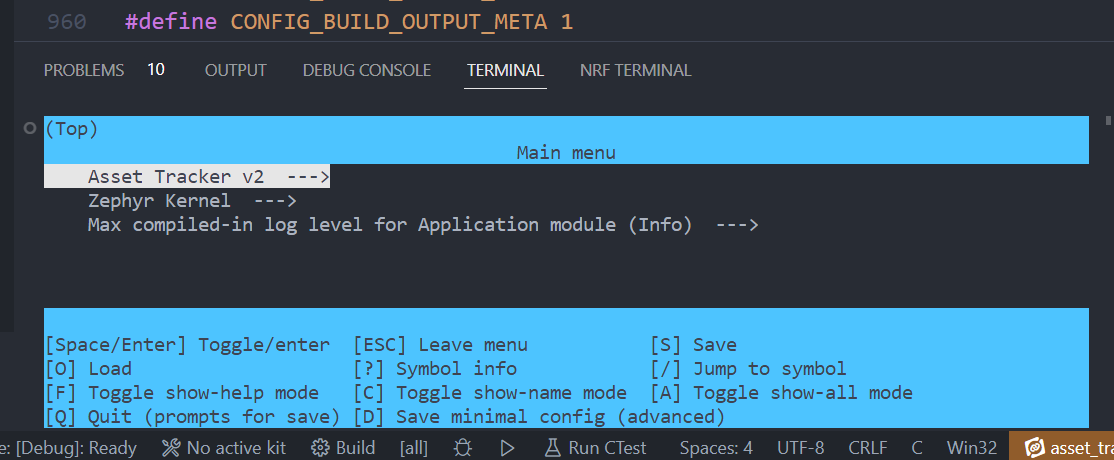 960 #define CONFIG_BUILD_OUTPUT_META 1
PROBLEMS 10 OUTPUT DEBUG CONSOLE TERMINAL NRF TERMINAL
(Top)
Main menu
Asset Tracker v2 --->
Zephyr Kernel --->
Max compiled-in log level for Application module (Info) --->
[Space/Enter] Toggle/enter [ESC] Leave menu [S] Save
[O] Load [?] Symbol info [/] Jump to symbol
[F] Toggle show-help mode [C] Toggle show-name mode [A] Toggle show-all mode
[Q] Quit (prompts for save) [D] Save minimal config (advanced)
e: [Debug]: Ready No active kit Build [all] Run CTest Spaces: 4 UTF-8 CRLF C Win32 asset_tra